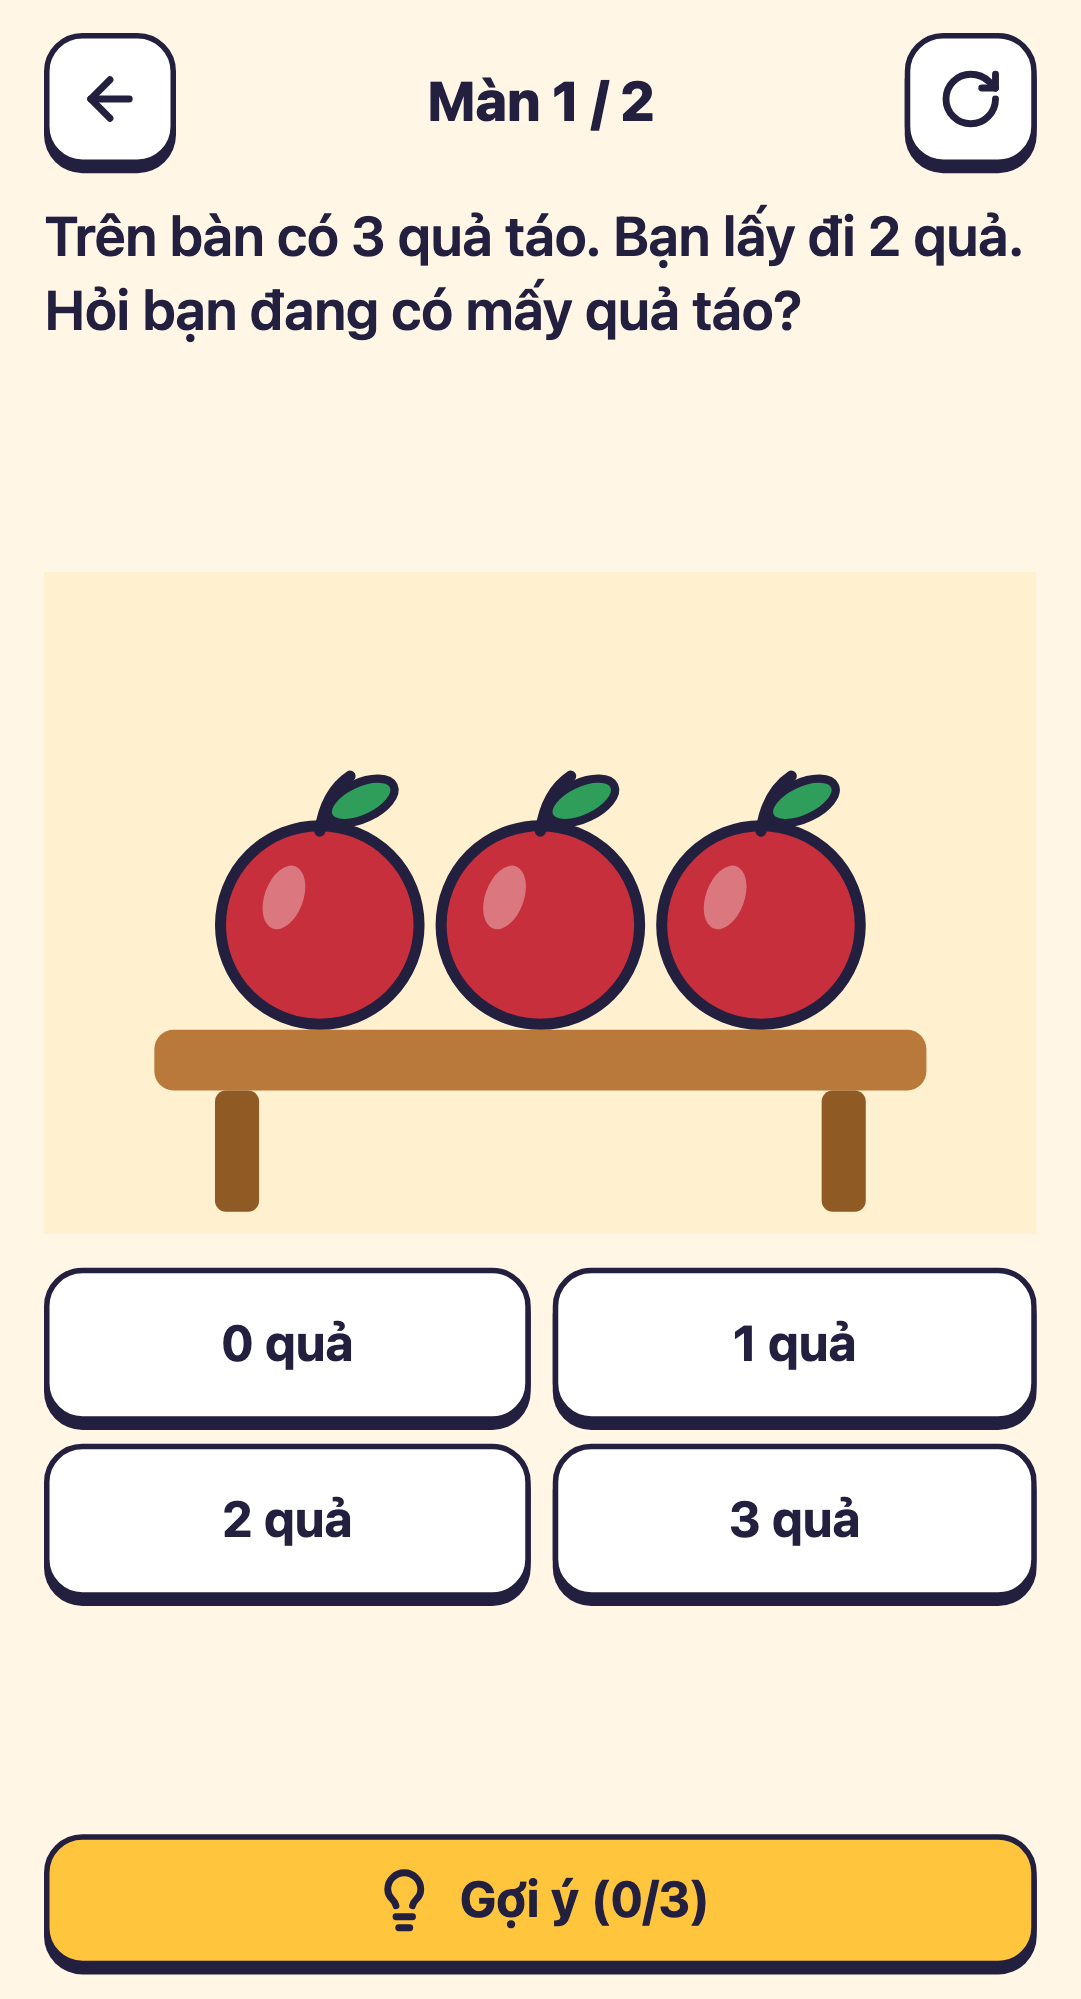 Màn 1 / 2
Trên bàn có 3 quả táo. Bạn lấy đi 2 quả.
Hỏi bạn đang có mấy quả táo?
0 quả
1 quả
2 quả
3 quả
Gợi ý (0/3)